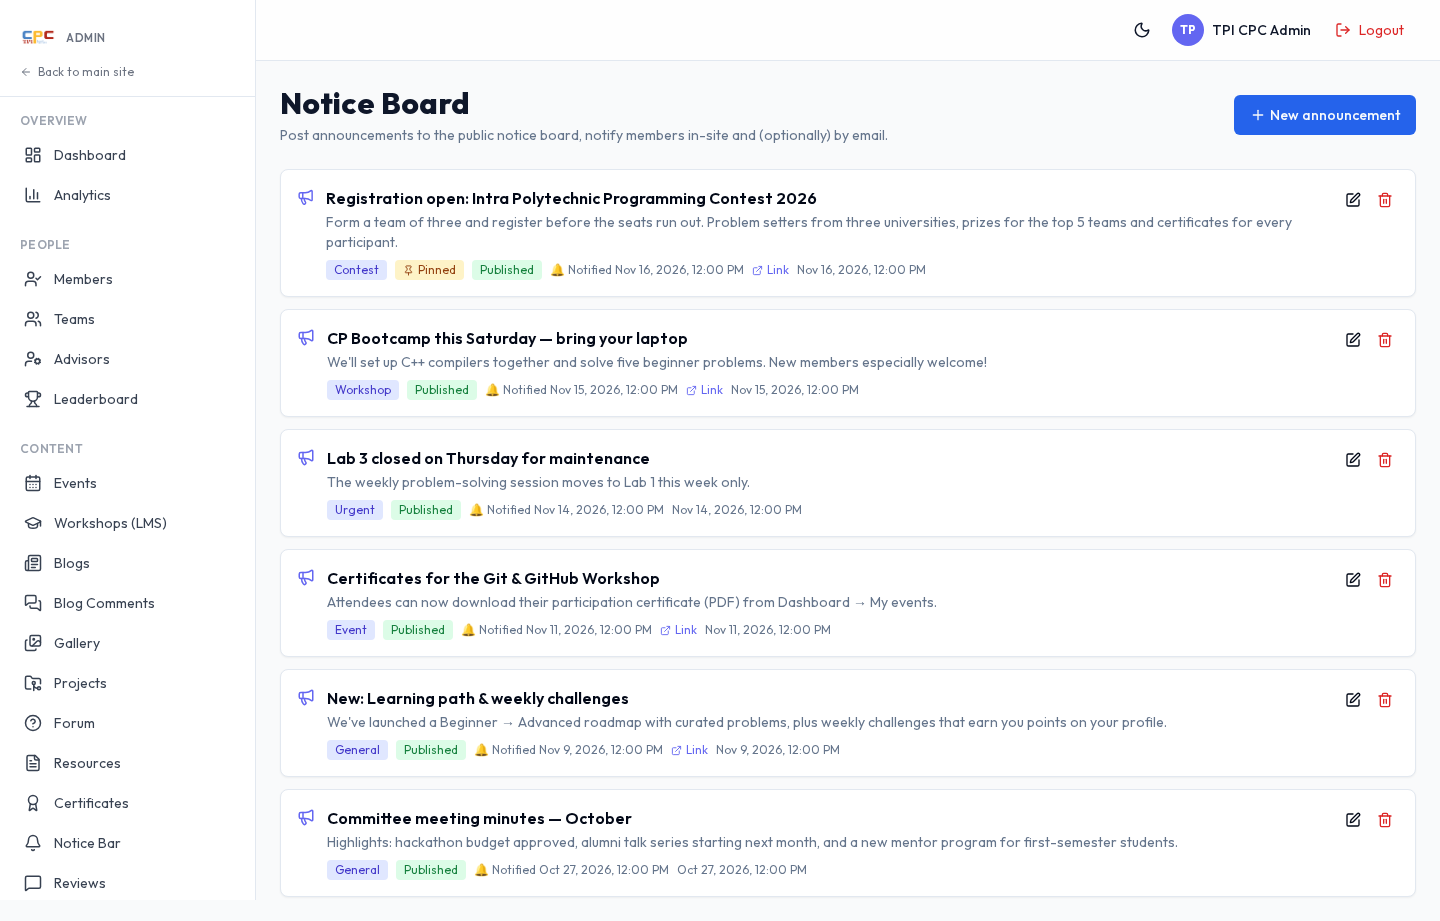 CPC
TPI
ADMIN
Back to main site
OVERVIEW
Dashboard
Analytics
PEOPLE
Members
Teams
Advisors
Leaderboard
CONTENT
Events
Workshops (LMS)
Blogs
Blog Comments
Gallery
Projects
Forum
Resources
Certificates
Notice Bar
Reviews
TP
TPI CPC Admin
Logout
Notice Board
Post announcements to the public notice board, notify members in-site and (optionally) by email.
New announcement
Registration open: Intra Polytechnic Programming Contest 2026
Form a team of three and register before the seats run out. Problem setters from three universities, prizes for the top 5 teams and certificates for every
participant.
Contest Pinned Published 🔔 Notified Nov 16, 2026, 12:00 PM Link Nov 16, 2026, 12:00 PM
CP Bootcamp this Saturday — bring your laptop
We'll set up C++ compilers together and solve five beginner problems. New members especially welcome!
Workshop Published 🔔 Notified Nov 15, 2026, 12:00 PM Link Nov 15, 2026, 12:00 PM
Lab 3 closed on Thursday for maintenance
The weekly problem-solving session moves to Lab 1 this week only.
Urgent Published 🔔 Notified Nov 14, 2026, 12:00 PM Nov 14, 2026, 12:00 PM
Certificates for the Git & GitHub Workshop
Attendees can now download their participation certificate (PDF) from Dashboard → My events.
Event Published 🔔 Notified Nov 11, 2026, 12:00 PM Link Nov 11, 2026, 12:00 PM
New: Learning path & weekly challenges
We've launched a Beginner → Advanced roadmap with curated problems, plus weekly challenges that earn you points on your profile.
General Published 🔔 Notified Nov 9, 2026, 12:00 PM Link Nov 9, 2026, 12:00 PM
Committee meeting minutes — October
Highlights: hackathon budget approved, alumni talk series starting next month, and a new mentor program for first-semester students.
General Published 🔔 Notified Oct 27, 2026, 12:00 PM Oct 27, 2026, 12:00 PM